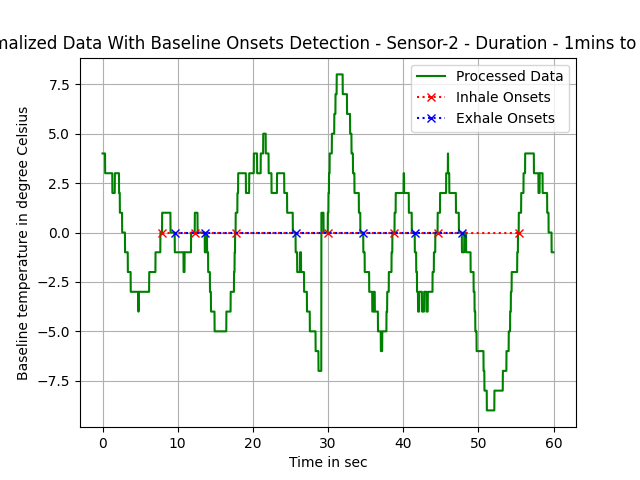 malized Data With Baseline Onsets Detection - Sensor-2 - Duration - 1mins to
Processed Data
Inhale Onsets
Exhale Onsets
7.5
5.0
2.5
0.0
−2.5
−5.0
−7.5
Baseline temperature in degree Celsius
0 10 20 30 40 50 60
Time in sec